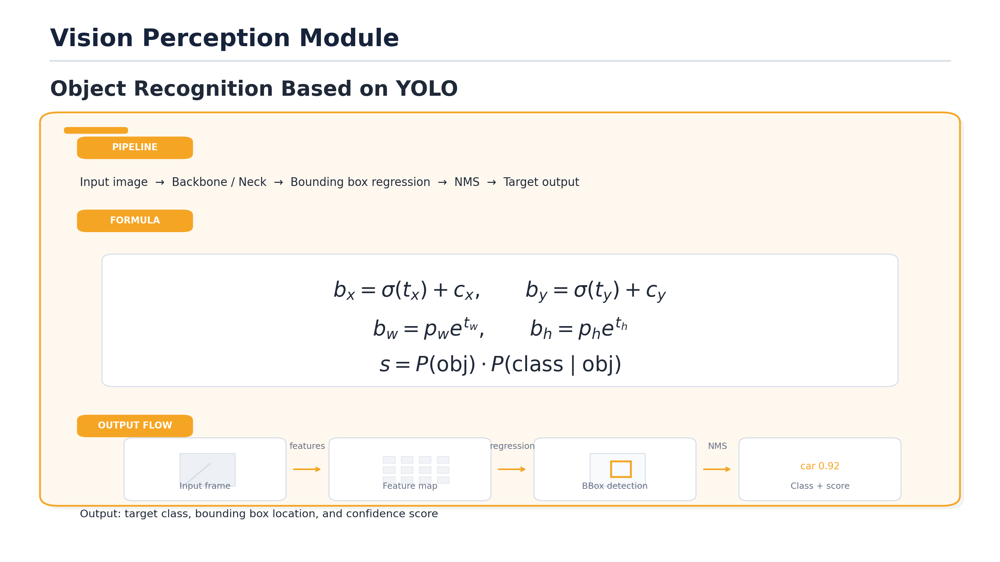 Vision Perception Module
Object Recognition Based on YOLO
PIPELINE
Input image → Backbone / Neck → Bounding box regression → NMS → Target output
FORMULA
$b_x = \sigma(t_x) + c_x, \quad b_y = \sigma(t_y) + c_y$
$b_w = p_w e^{t_w}, \quad b_h = p_h e^{t_h}$
$s = P(\text{obj}) \cdot P(\text{class} \mid \text{obj})$
OUTPUT FLOW
features
regression
NMS
car 0.92
Input frame
Feature map
BBox detection
Class + score
Output: target class, bounding box location, and confidence score